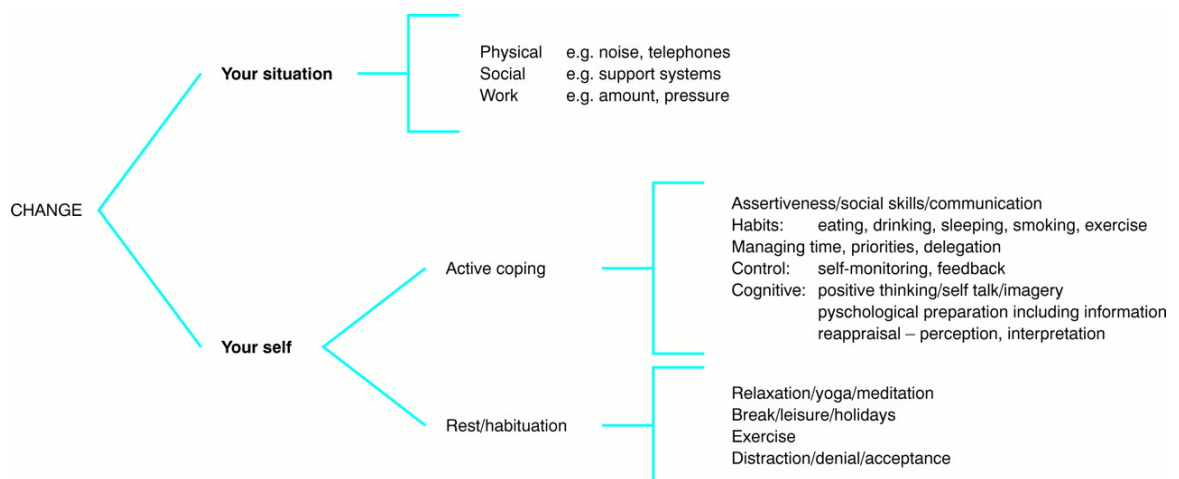 Your situation
Physical e.g. noise, telephones
Social e.g. support systems
Work e.g. amount, pressure
CHANGE
Your self
Active coping
Assertiveness/social skills/communication
Habits: eating, drinking, sleeping, smoking, exercise
Managing time, priorities, delegation
Control: self-monitoring, feedback
Cognitive: positive thinking/self talk/imagery
pyschological preparation including information
reappraisal – perception, interpretation
Rest/habituation
Relaxation/yoga/meditation
Break/leisure/holidays
Exercise
Distraction/denial/acceptance